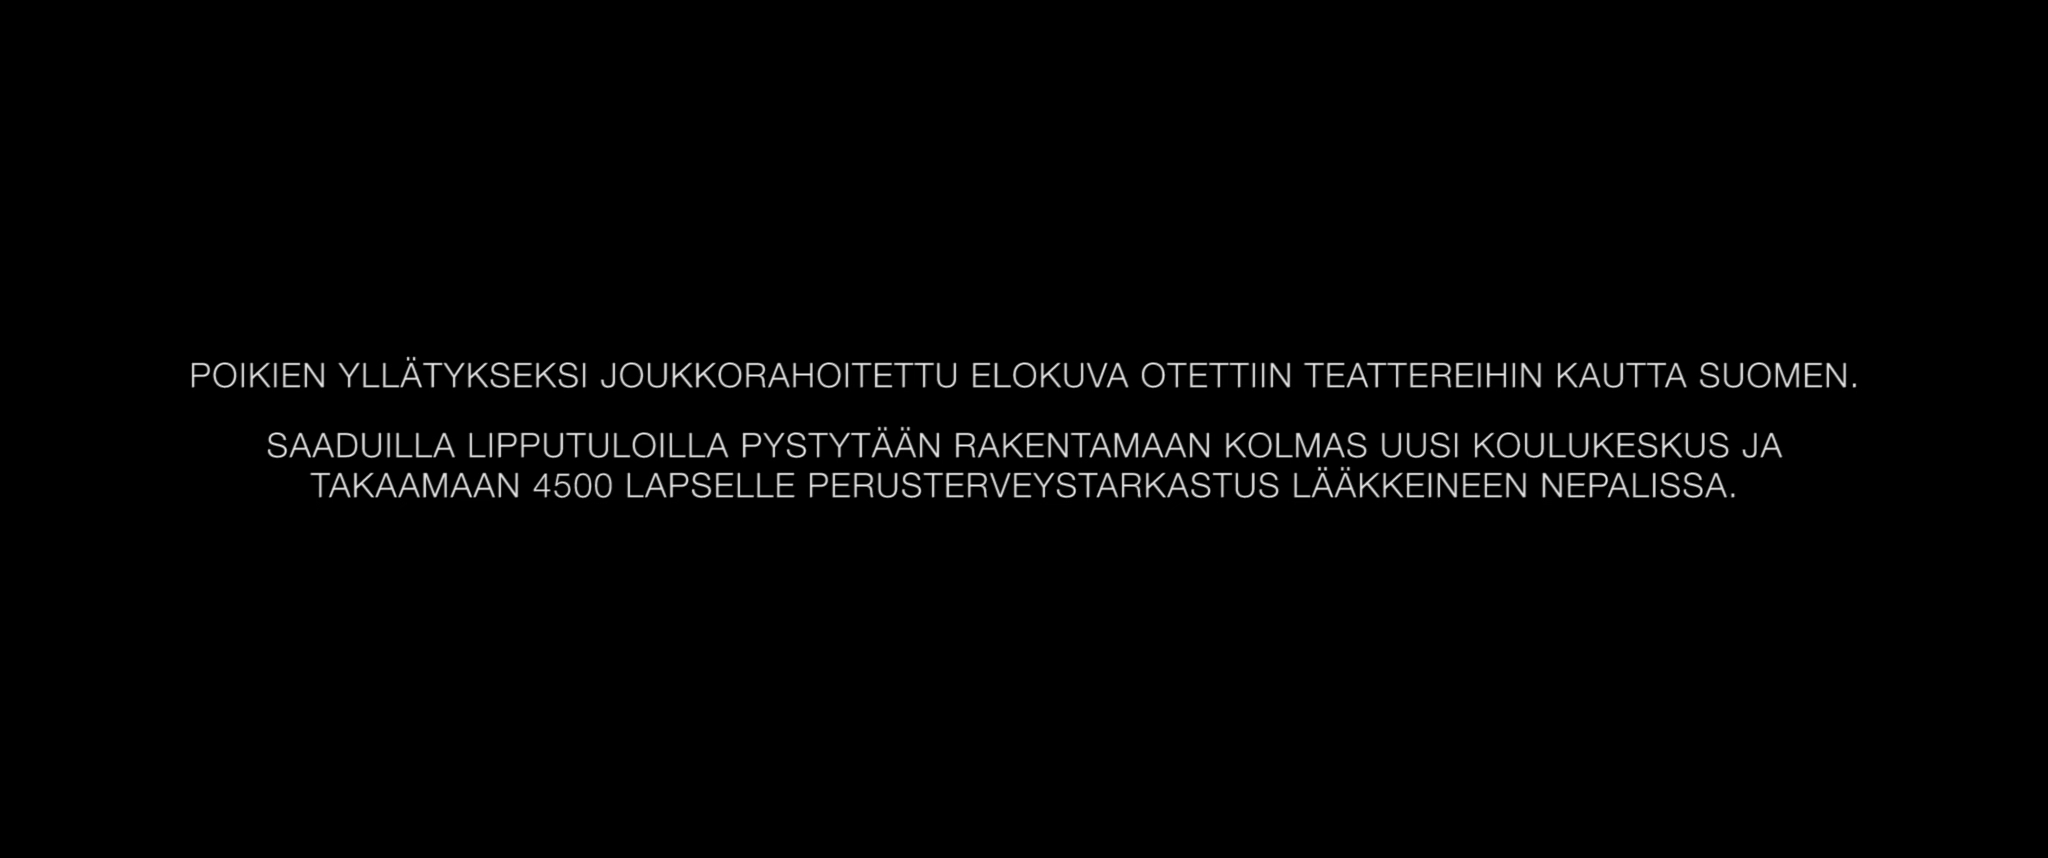 POIKIEN YLLÄTYKSEKSI JOUKKORAHOITETTU ELOKUVA OTETTIIN TEATTEREIHIN KAUTTA SUOMEN.
SAADUILLA LIPPUTULOILLA PYSTYTÄÄN RAKENTAMAAN KOLMAS UUSI KOULUKESKUS JA
TAKAAMAAN 4500 LAPSELLE PERUSTERVEYSTARKASTUS LÄÄKKEINEEN NEPALISSA.